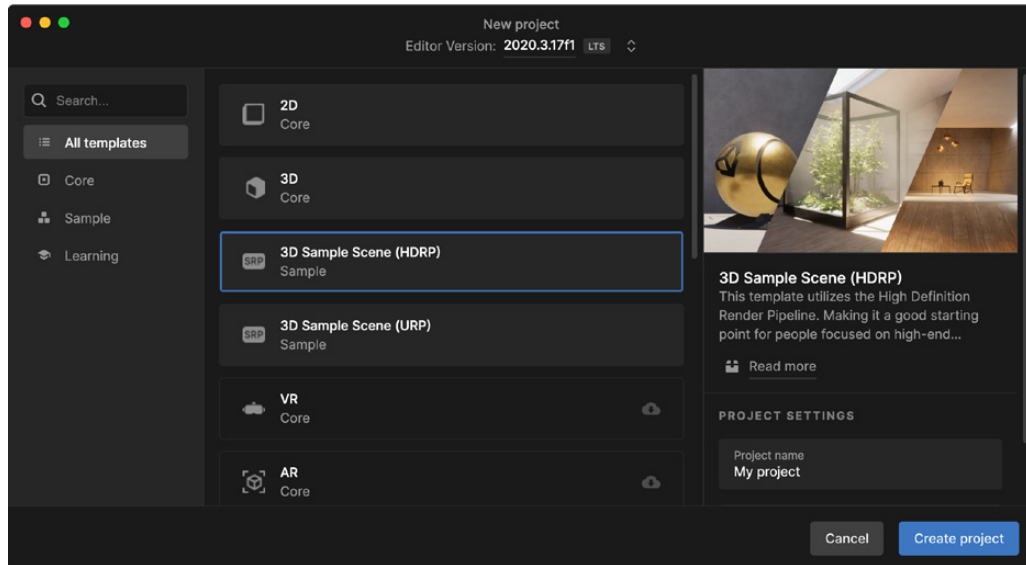 New project
Editor Version: 2020.3.17f1 LTS
Search...
All templates
Core
Sample
Learning
2D
Core
3D
Core
SRP
3D Sample Scene (HDRP)
Sample
SRP
3D Sample Scene (URP)
Sample
VR
Core
AR
Core
3D Sample Scene (HDRP)
This template utilizes the High Definition
Render Pipeline. Making it a good starting
point for people focused on high-end...
Read more
PROJECT SETTINGS
Project name
My project
Cancel
Create project